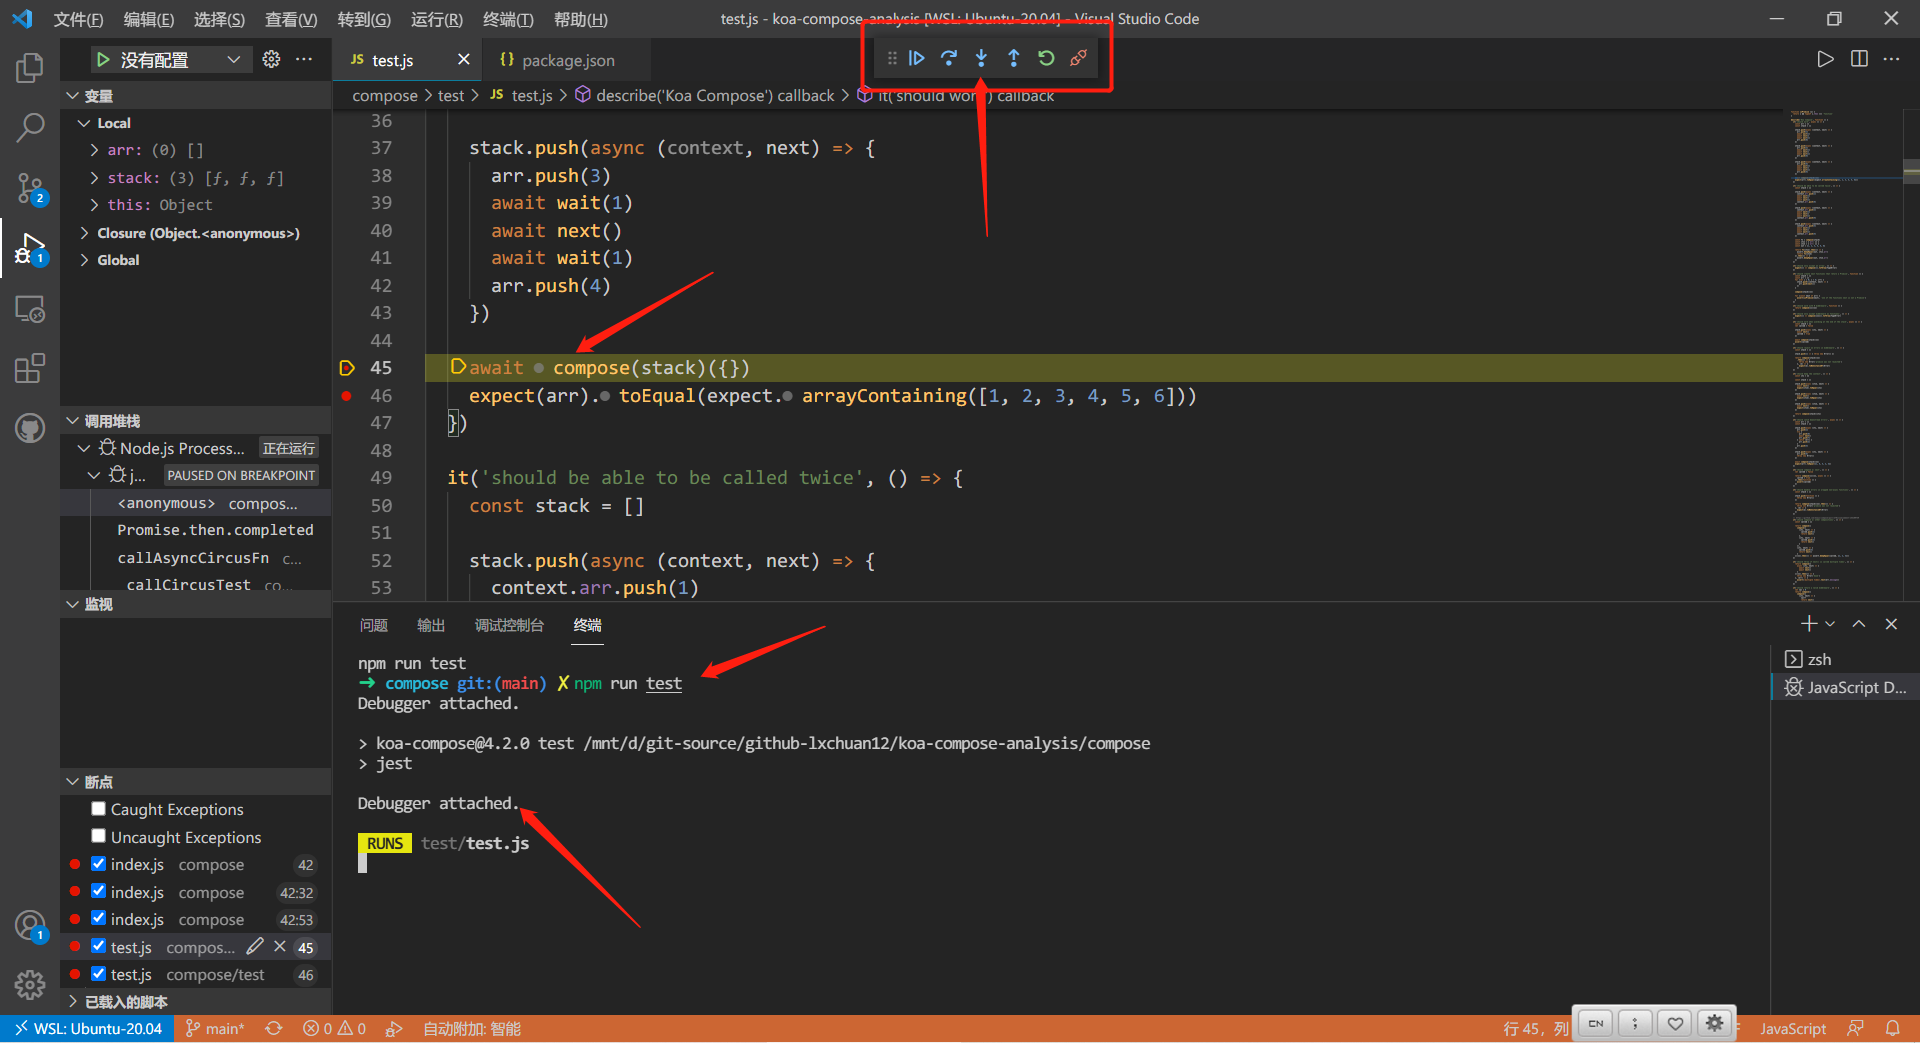 文件(F) 编辑(E) 选择(S) 查看(V) 转到(G) 运行(R) 终端(T) 帮助(H) test.js - koa-compose-analysis [WSL: Ubuntu-20.04] - Visual Studio Code
没有配置
JS test.js
{} package.json
compose > test > JS test.js > describe('Koa Compose') callback > it('should work') callback
变量
Local
arr: (0) []
stack: (3) [f, f, f]
this: Object
Closure (Object.<anonymous>)
Global
调用堆栈
Node.js Process... 正在运行
j... PAUSED ON BREAKPOINT
<anonymous> compos...
Promise.then.completed
callAsyncCircusFn c...
_callCircusTest co...
监视
断点
Caught Exceptions
Uncaught Exceptions
index.js compose 42
index.js compose 42:32
index.js compose 42:53
test.js compos... 45
test.js compose/test 46
已载入的脚本
2
1
1
36
37 stack.push(async (context, next) => {
38 arr.push(3)
39 await wait(1)
40 await next()
41 await wait(1)
42 arr.push(4)
43 })
44
45 await compose(stack)({})
46 expect(arr).toEqual(expect.arrayContaining([1, 2, 3, 4, 5, 6]))
47 })
48
49 it('should be able to be called twice', () => {
50 const stack = []
51
52 stack.push(async (context, next) => {
53 context.arr.push(1)
问题 输出 调试控制台 终端
npm run test
➜ compose git:(main) ✗ npm run test
Debugger attached.
> koa-compose@4.2.0 test /mnt/d/git-source/github-lxchuan12/koa-compose-analysis/compose
> jest
Debugger attached.
RUNS test/test.js
zsh
JavaScript D...
WSL: Ubuntu-20.04 main* 0 0 自动附加: 智能 行 45，列 JavaScript
CN ;